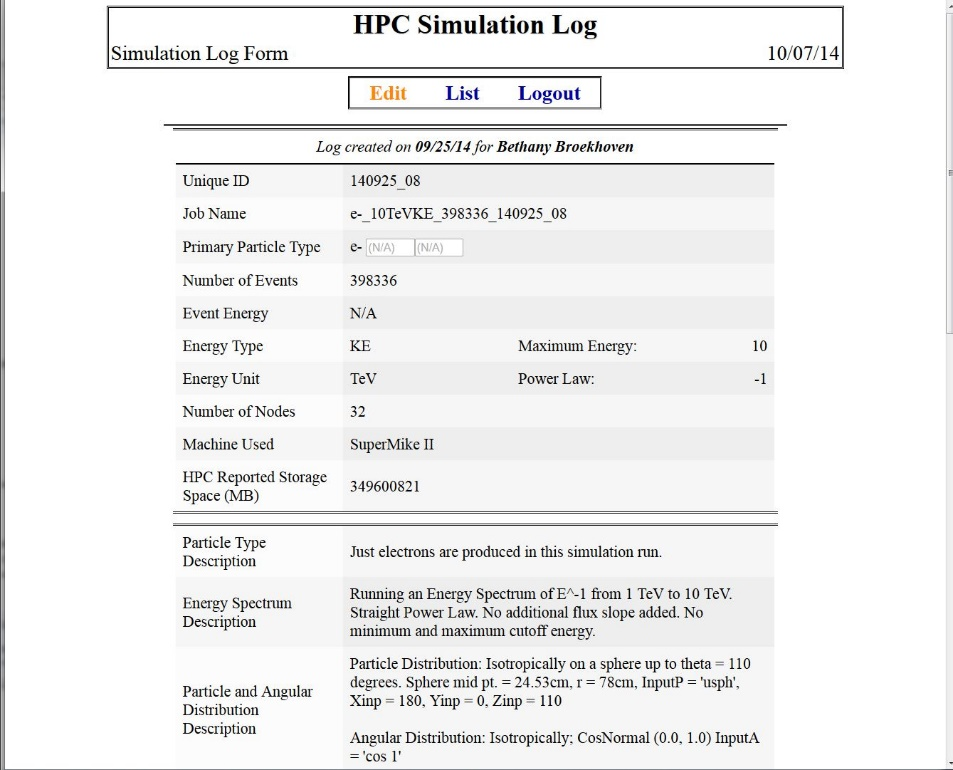 HPC Simulation Log
Simulation Log Form 10/07/14
Edit List Logout
Log created on 09/25/14 for Bethany Broekhoven
Unique ID 140925_08
Job Name e-_10TeVKE_398336_140925_08
Primary Particle Type e- (N/A) (N/A)
Number of Events 398336
Event Energy N/A
Energy Type KE Maximum Energy: 10
Energy Unit TeV Power Law: -1
Number of Nodes 32
Machine Used SuperMike II
HPC Reported Storage
Space (MB) 349600821
Particle Type
Description
Just electrons are produced in this simulation run.
Energy Spectrum
Description
Running an Energy Spectrum of E^-1 from 1 TeV to 10 TeV.
Straight Power Law. No additional flux slope added. No
minimum and maximum cutoff energy.
Particle and Angular
Distribution
Description
Particle Distribution: Isotropically on a sphere up to theta = 110
degrees. Sphere mid pt. = 24.53cm, r = 78cm, InputP = 'usph',
Xinp = 180, Yinp = 0, Zinp = 110
Angular Distribution: Isotropically; CosNormal (0.0, 1.0) InputA
= 'cos 1'